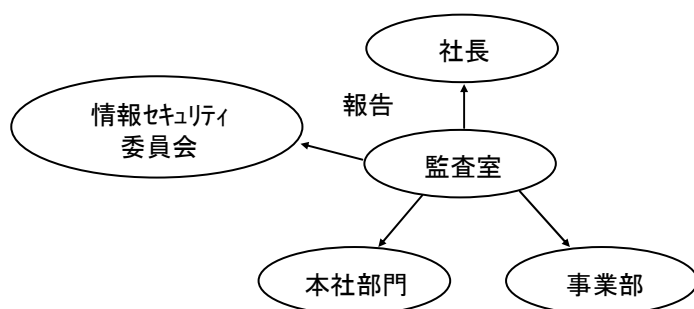 社長
報告
情報セキュリティ
委員会
監査室
本社部門
事業部